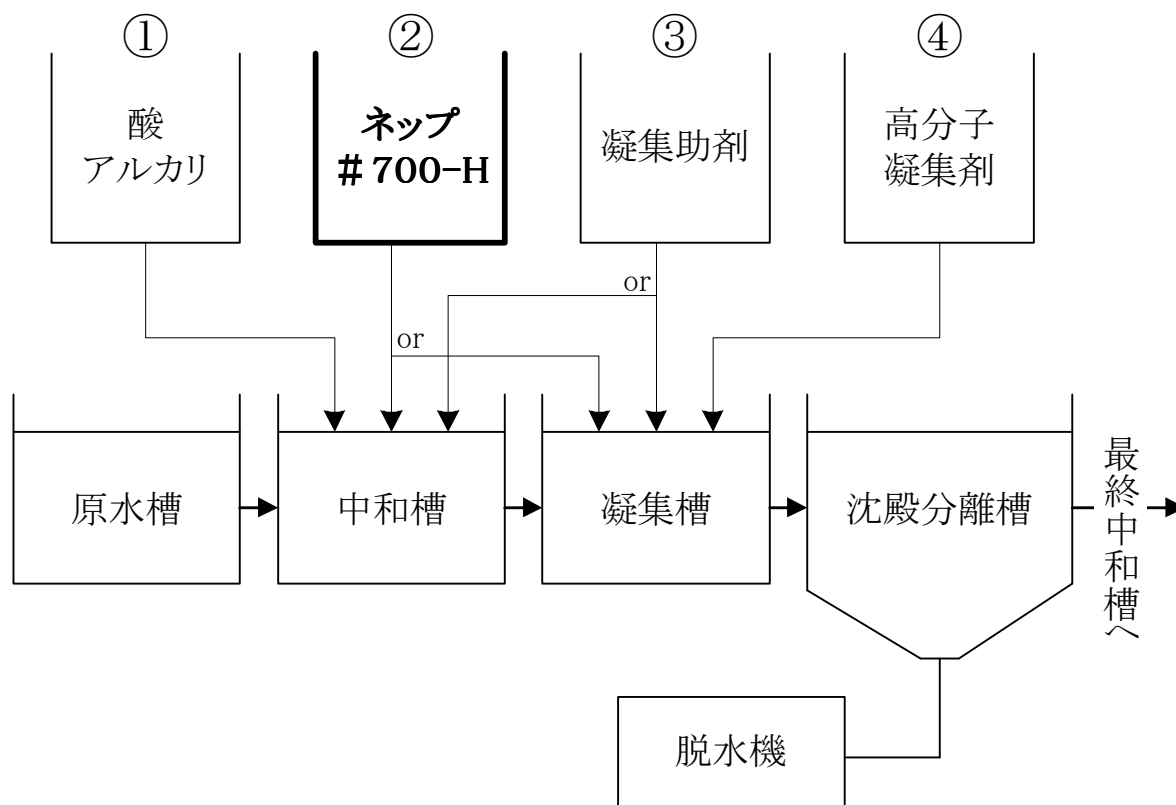 ①
②
③
④
酸
アルカリ
ネップ
#700-H
凝集助剤
高分子
凝集剤
or
or
原水槽
中和槽
凝集槽
沈殿分離槽
最終中和槽へ
脱水機